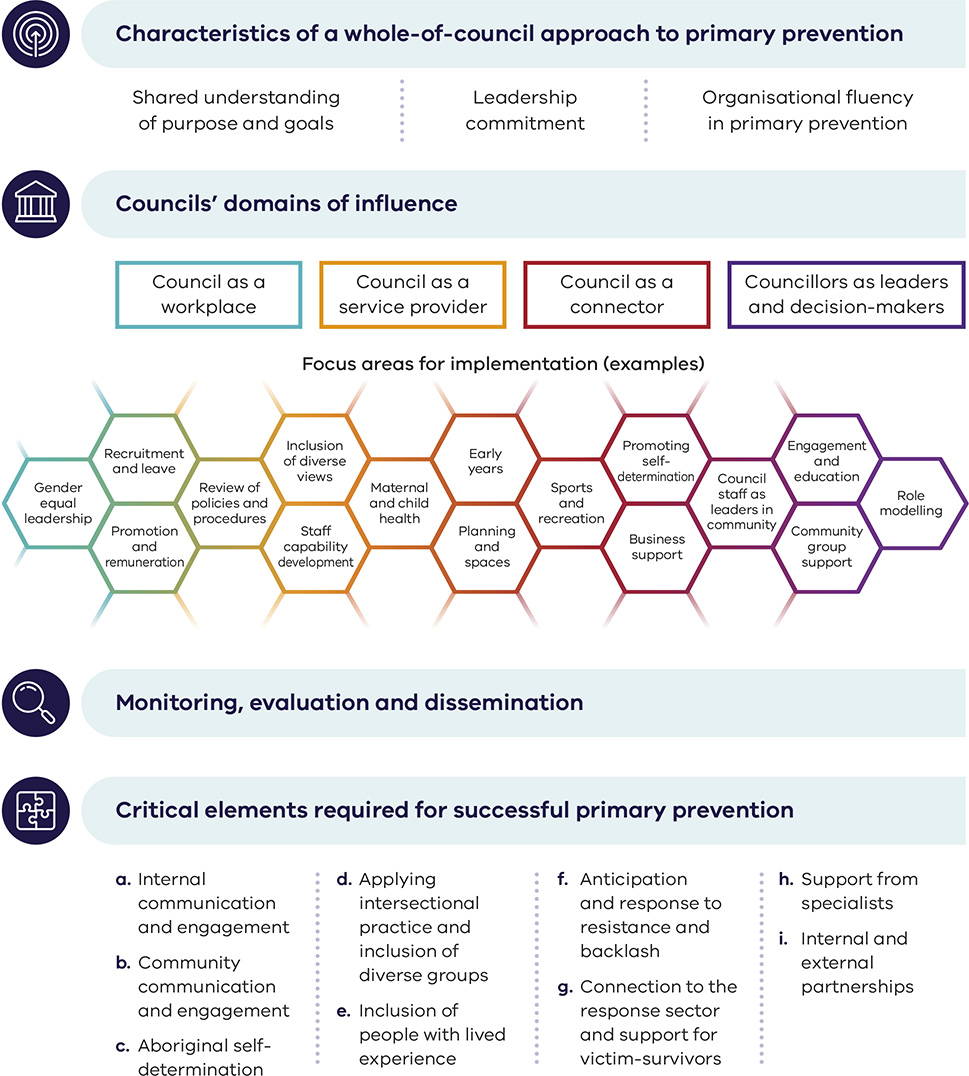 Characteristics of a whole-of-council approach to primary prevention
Shared understanding
of purpose and goals
Leadership
commitment
Organisational fluency
in primary prevention
Councils’ domains of influence
Council as a
workplace
Council as a
service provider
Council as a
connector
Councillors as leaders
and decision-makers
Focus areas for implementation (examples)
Gender
equal
leadership
Recruitment
and leave
Promotion
and
remuneration
Review of
policies and
procedures
Inclusion
of diverse
views
Staff
capability
development
Maternal
and child
health
Early
years
Planning
and
spaces
Sports
and
recreation
Promoting
self-
determination
Business
support
Council
staff as
leaders in
community
Engagement
and
education
Community
group
support
Role
modelling
Monitoring, evaluation and dissemination
Critical elements required for successful primary prevention
a. Internal
communication
and engagement
b. Community
communication
and engagement
c. Aboriginal self-
determination
d. Applying
intersectional
practice and
inclusion of
diverse groups
e. Inclusion of
people with lived
experience
f. Anticipation
and response to
resistance and
backlash
g. Connection to the
response sector
and support for
victim-survivors
h. Support from
specialists
i. Internal and
external
partnerships